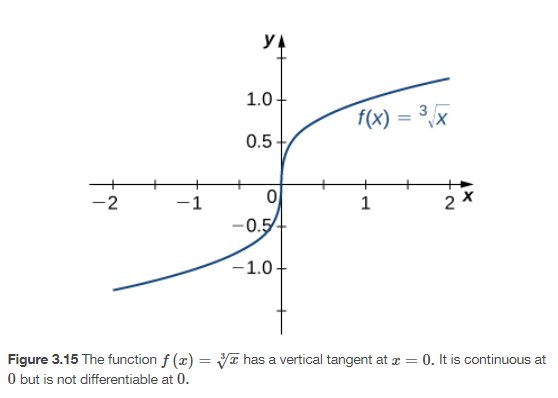 y
1.0
f(x) = ∛x
0.5
−2 −1 0 1 2 x
−0.5
−1.0
Figure 3.15 The function f (x) = ∛x has a vertical tangent at x = 0. It is continuous at
0 but is not differentiable at 0.